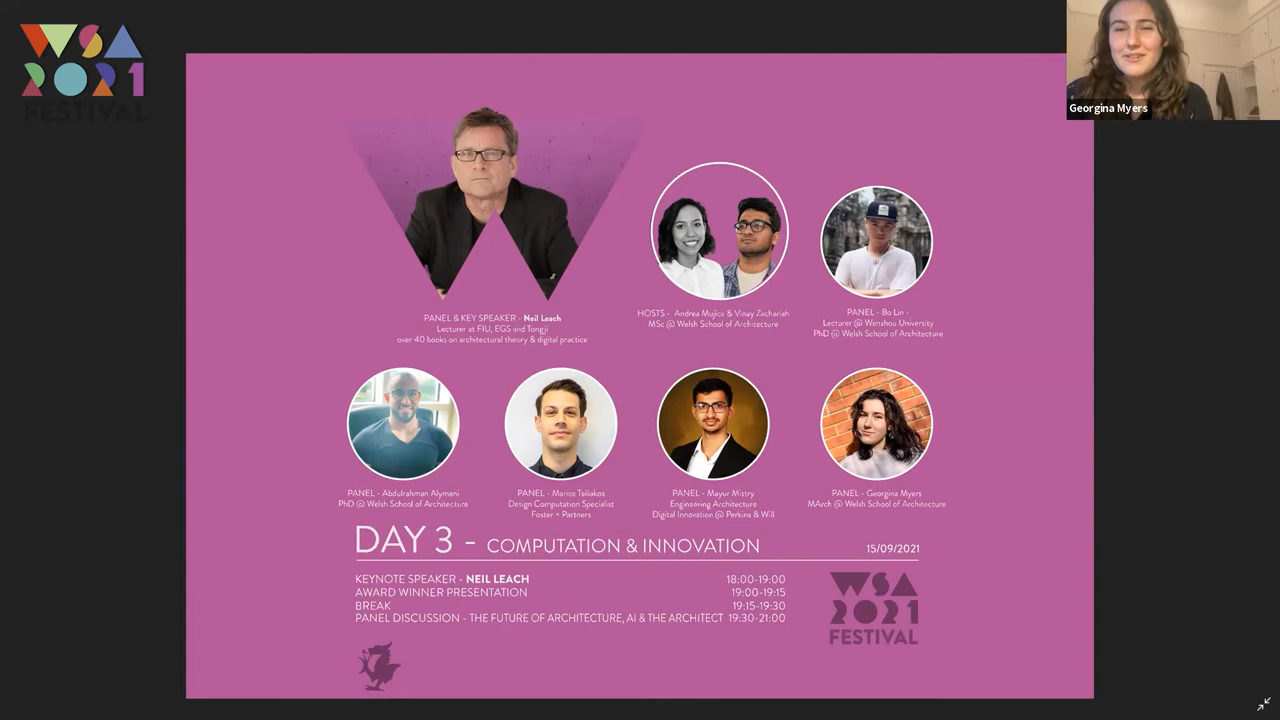 WSA
2021
FESTIVAL
Georgina Myers
PANEL & KEY SPEAKER - Neil Leach
Lecturer at FIU, EGS and Tongji
over 40 books on architectural theory & digital practice
HOSTS - Andrea Mujica & Vinay Zachariah
MSc @ Welsh School of Architecture
PANEL - Bo Lin -
Lecturer @ Wenzhou University
PhD @ Welsh School of Architecture
PANEL - Abdulrahman Alymani
PhD @ Welsh School of Architecture
PANEL - Marios Tsiliakos
Design Computation Specialist
Foster + Partners
PANEL - Mayur Mistry
Engineering Architecture
Digital Innovation @ Perkins & Will
PANEL - Georgina Myers
MArch @ Welsh School of Architecture
DAY 3 - COMPUTATION & INNOVATION 15/09/2021
KEYNOTE SPEAKER - NEIL LEACH 18:00-19:00
AWARD WINNER PRESENTATION 19:00-19:15
BREAK 19:15-19:30
PANEL DISCUSSION - THE FUTURE OF ARCHITECTURE, AI & THE ARCHITECT 19:30-21:00
WSA
2021
FESTIVAL